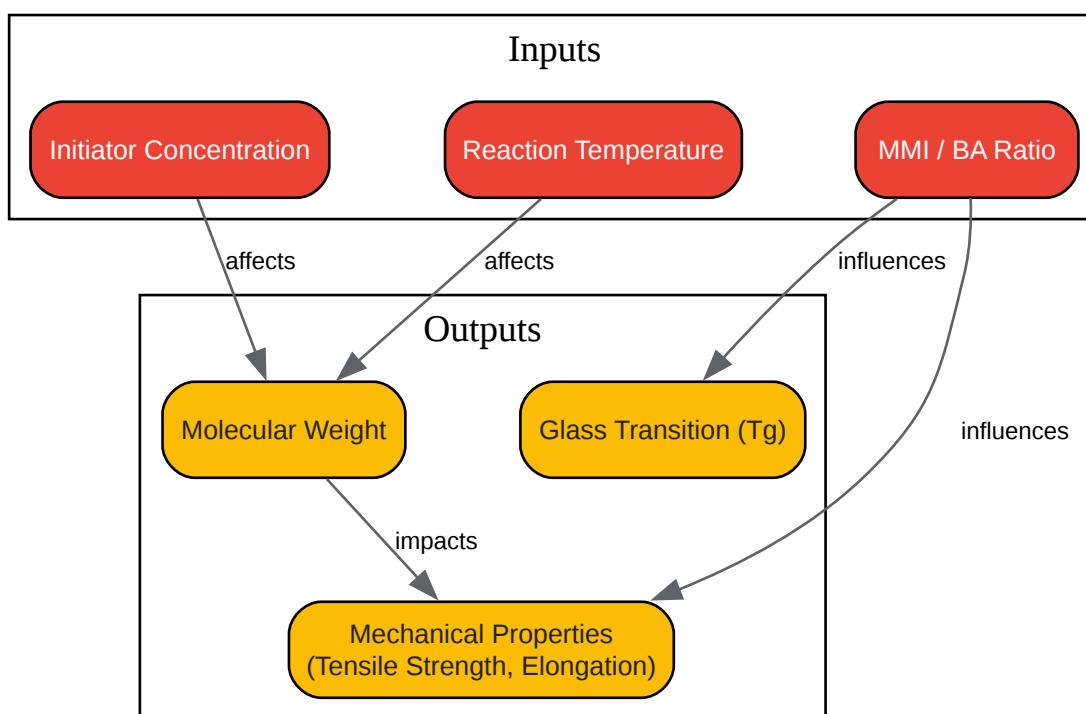 Inputs
Initiator Concentration
Reaction Temperature
MMI / BA Ratio
affects
affects
influences
Outputs
Molecular Weight
Glass Transition (Tg)
influences
impacts
Mechanical Properties
(Tensile Strength, Elongation)